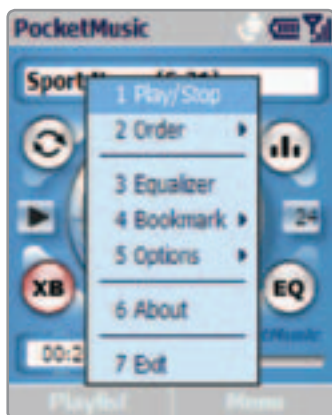 PocketMusic
Sport
1 Play/Stop
2 Order
3 Equalizer
4 Bookmark
5 Options
24
XB
EQ
6 About
00:2
7 Exit
Playlist Menu